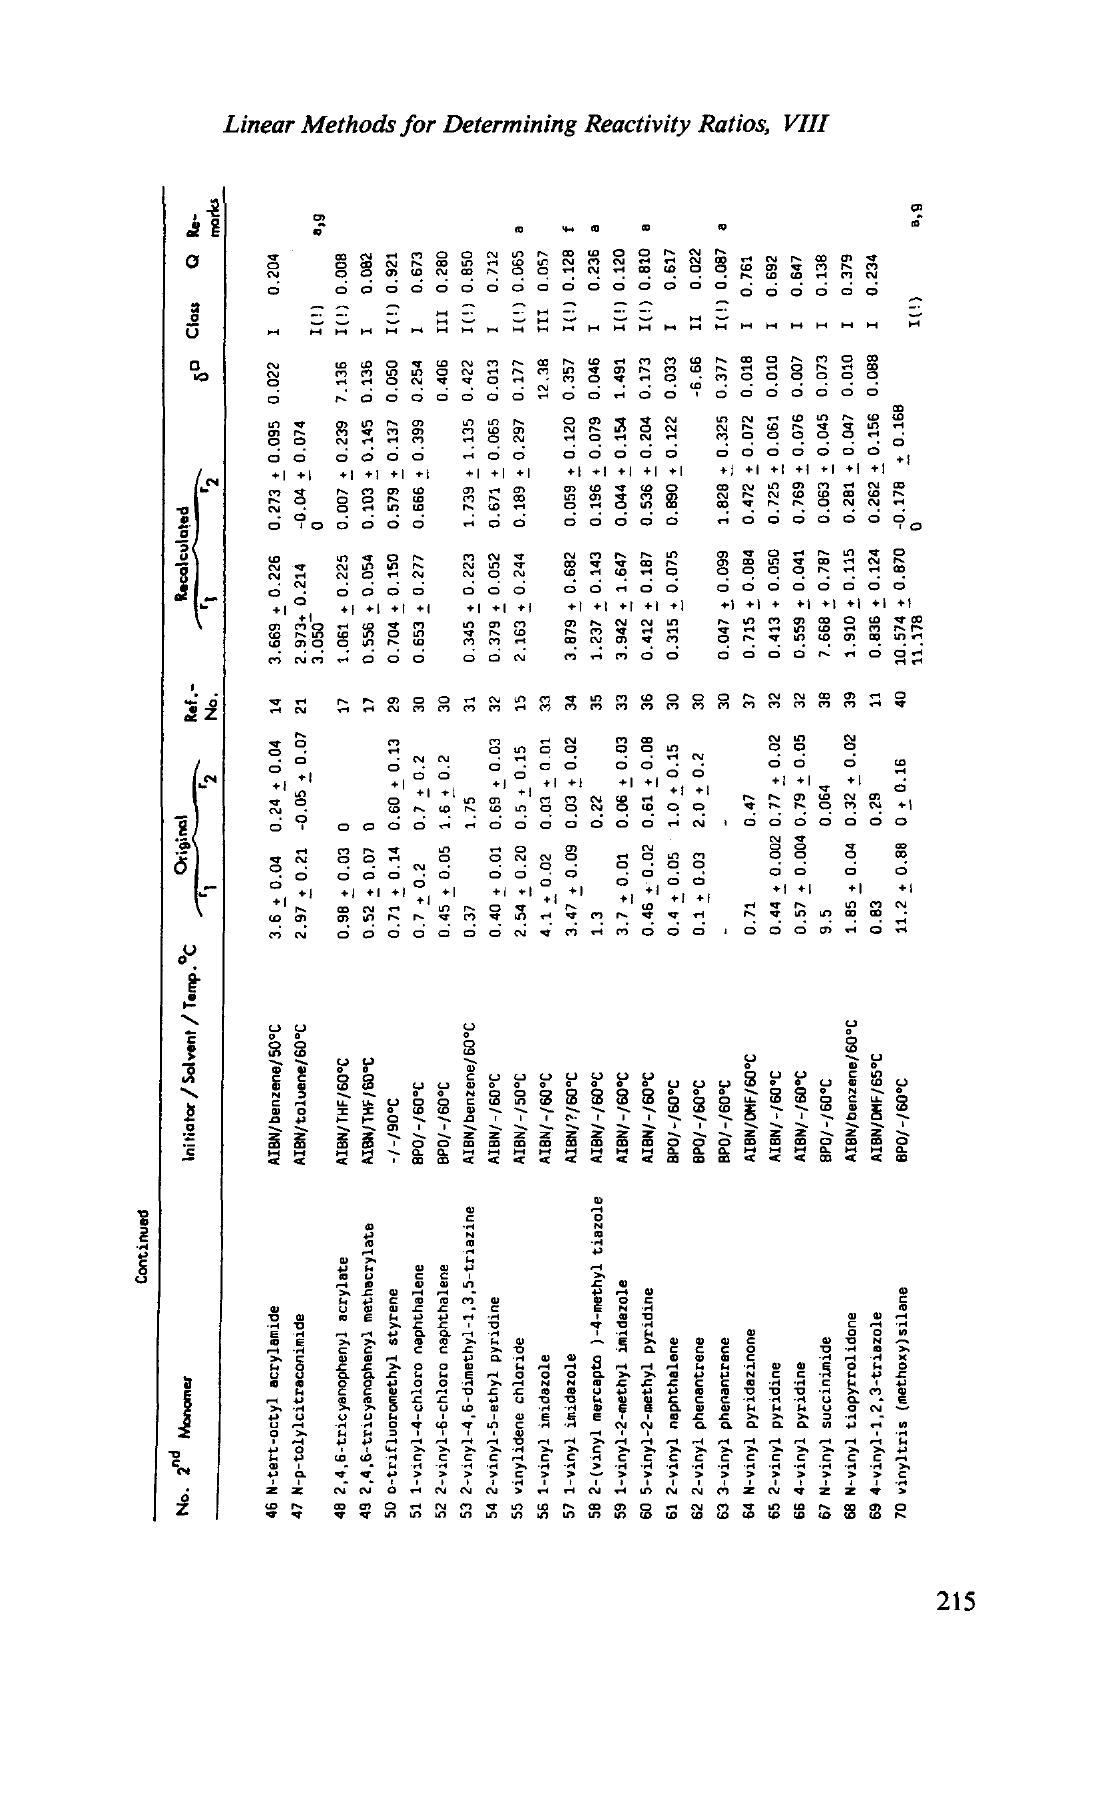 Linear Methods for Determining Reactivity Ratios, VIII
Continued
No. 2nd Monomer Initiator / Solvent / Temp. °C Original Ref.- Recalculated δ□ Class Q Re-
r1 r2 No. r1 r2 marks
46 N-tert-octyl acrylamide AIBN/benzene/50°C 3.6 ± 0.04 0.24 ± 0.04 14 3.669 ± 0.226 0.273 ± 0.095 0.022 I 0.204
47 N-p-tolylcitraconimide AIBN/toluene/60°C 2.97 ± 0.21 -0.05 ± 0.07 21 2.973± 0.214 -0.04 ± 0.074
3.050 0 I(!) a,g
48 2,4,6-tricyanophenyl acrylate AIBN/THF/60°C 0.98 ± 0.03 0 17 1.061 ± 0.225 0.007 ± 0.239 7.136 I(!) 0.008
49 2,4,6-tricyanophenyl methacrylate AIBN/THF/60°C 0.52 ± 0.07 0 17 0.556 ± 0.054 0.103 ± 0.145 0.136 I 0.082
50 o-trifluoromethyl styrene -/-/90°C 0.71 ± 0.14 0.60 ± 0.13 29 0.704 ± 0.150 0.579 ± 0.137 0.050 I(!) 0.921
51 1-vinyl-4-chloro naphthalene BPO/-/60°C 0.7 ± 0.2 0.7 ± 0.2 30 0.653 ± 0.277 0.666 ± 0.399 0.254 I 0.673
52 2-vinyl-6-chloro naphthalene BPO/-/60°C 0.45 ± 0.05 1.6 ± 0.2 30 0.406 III 0.280
53 2-vinyl-4,6-dimethyl-1,3,5-triazine AIBN/benzene/60°C 0.37 1.75 31 0.345 ± 0.223 1.739 ± 1.135 0.422 I(!) 0.850
54 2-vinyl-5-ethyl pyridine AIBN/-/60°C 0.40 ± 0.01 0.69 ± 0.03 32 0.379 ± 0.052 0.671 ± 0.065 0.013 I 0.712
55 vinylidene chloride AIBN/-/50°C 2.54 ± 0.20 0.5 ± 0.15 15 2.163 ± 0.244 0.189 ± 0.297 0.177 I(!) 0.065 a
56 1-vinyl imidazole AIBN/-/60°C 4.1 ± 0.02 0.03 ± 0.01 33 12.38 III 0.057
57 1-vinyl imidazole AIBN/?/60°C 3.47 ± 0.09 0.03 ± 0.02 34 3.879 ± 0.682 0.059 ± 0.120 0.357 I(!) 0.128 f
58 2-(vinyl mercapto )-4-methyl tiazole AIBN/-/60°C 1.3 0.22 35 1.237 ± 0.143 0.196 ± 0.079 0.046 I 0.236 a
59 1-vinyl-2-methyl imidazole AIBN/-/60°C 3.7 ± 0.01 0.06 ± 0.03 33 3.942 ± 1.647 0.044 ± 0.154 1.491 I(!) 0.120
60 5-vinyl-2-methyl pyridine AIBN/-/60°C 0.46 ± 0.02 0.61 ± 0.08 36 0.412 ± 0.187 0.536 ± 0.204 0.173 I(!) 0.810 a
61 2-vinyl naphthalene BPO/-/60°C 0.4 ± 0.05 1.0 ± 0.15 30 0.315 ± 0.075 0.890 ± 0.122 0.033 I 0.617
62 2-vinyl phenantrene BPO/-/60°C 0.1 ± 0.03 2.0 ± 0.2 30 -6.66 II 0.022
63 3-vinyl phenantrene BPO/-/60°C - - 30 0.047 ± 0.099 1.828 ± 0.325 0.377 I(!) 0.087 a
64 N-vinyl pyridazinone AIBN/DMF/60°C 0.71 0.47 37 0.715 ± 0.084 0.472 ± 0.072 0.018 I 0.761
65 2-vinyl pyridine AIBN/-/60°C 0.44 ± 0.002 0.77 ± 0.02 32 0.413 ± 0.050 0.725 ± 0.061 0.010 I 0.692
66 4-vinyl pyridine AIBN/-/60°C 0.57 ± 0.004 0.79 ± 0.05 32 0.559 ± 0.041 0.769 ± 0.076 0.007 I 0.647
67 N-vinyl succinimide BPO/-/60°C 9.5 0.064 38 7.668 ± 0.787 0.063 ± 0.045 0.073 I 0.138
68 N-vinyl tiopyrrolidone AIBN/benzene/60°C 1.85 ± 0.04 0.32 ± 0.02 39 1.910 ± 0.115 0.281 ± 0.047 0.010 I 0.379
69 4-vinyl-1,2,3-triazole AIBN/DMF/65°C 0.83 0.29 11 0.836 ± 0.124 0.262 ± 0.156 0.088 I 0.234
70 vinyltris (methoxy)silane BPO/-/60°C 11.2 ± 0.88 0 ± 0.16 40 10.574 ± 0.870 -0.178 ± 0.168
11.178 0 I(!) a,g
215